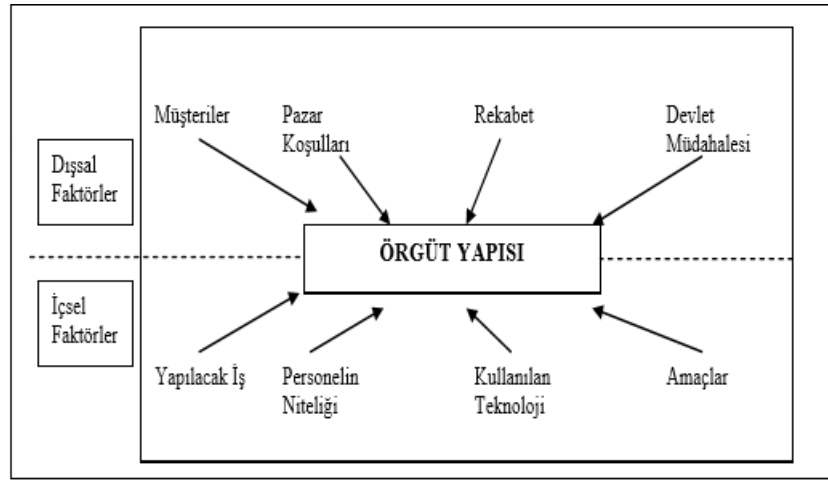 Müşteriler
Pazar
Koşulları
Rekabet
Devlet
Müdahalesi
Dışsal
Faktörler
ÖRGÜT YAPISI
İçsel
Faktörler
Yapılacak İş
Personelin
Niteliği
Kullanılan
Teknoloji
Amaçlar